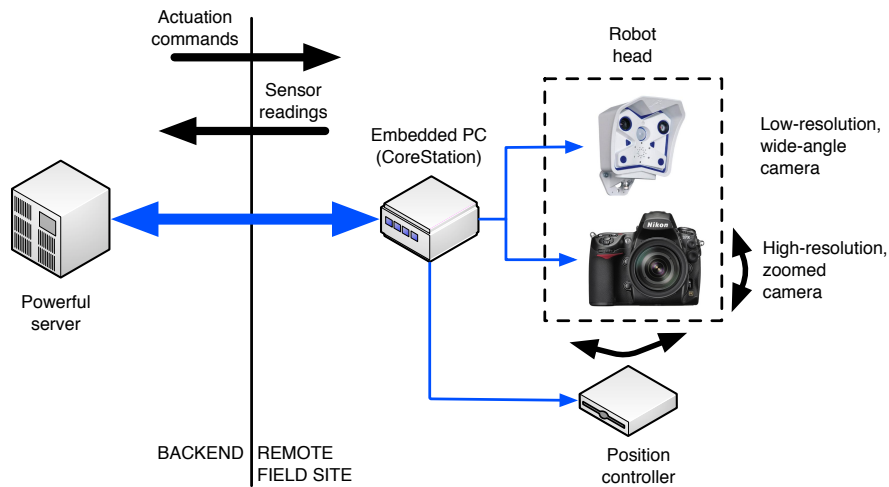 Actuation
commands
Sensor
readings
Robot
head
Embedded PC
(CoreStation)
Low-resolution,
wide-angle
camera
Nikon
High-resolution,
zoomed
camera
Powerful
server
BACKEND
REMOTE
FIELD SITE
Position
controller